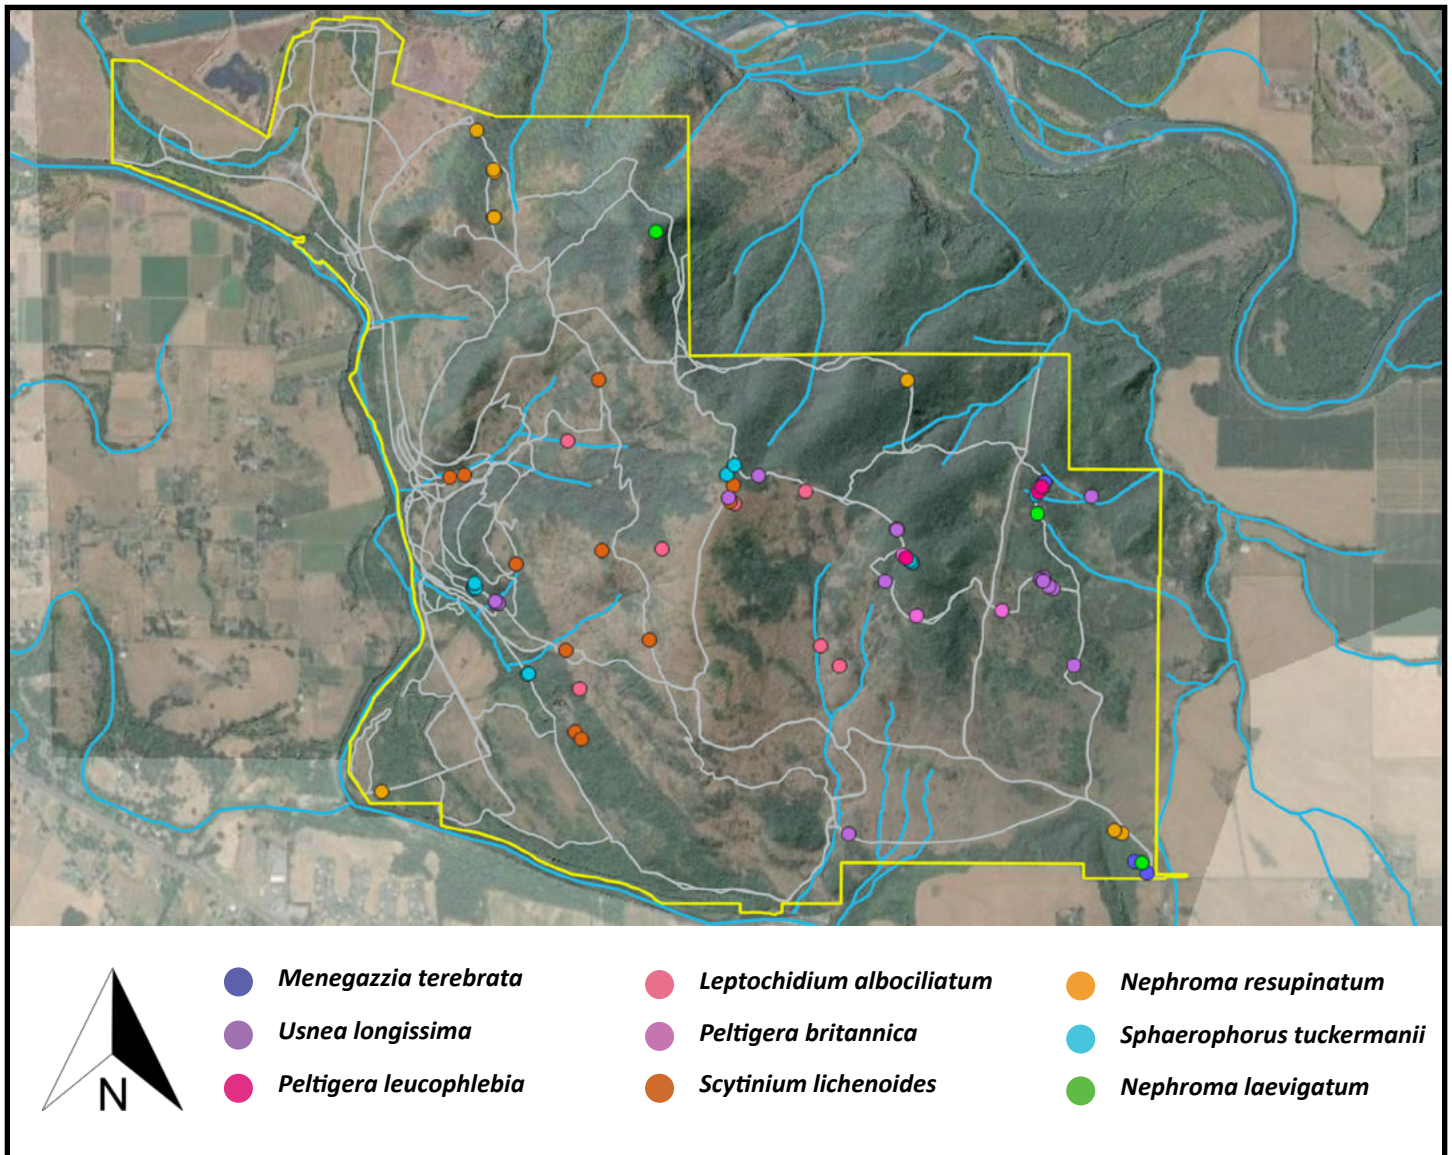 Menegazzia terebrata
Usnea longissima
Peltigera leucophlebia
Leptochidium albociliatum
Peltigera britannica
Scytinium lichenoides
Nephroma resupinatum
Sphaerophorus tuckermanii
Nephroma laevigatum
N